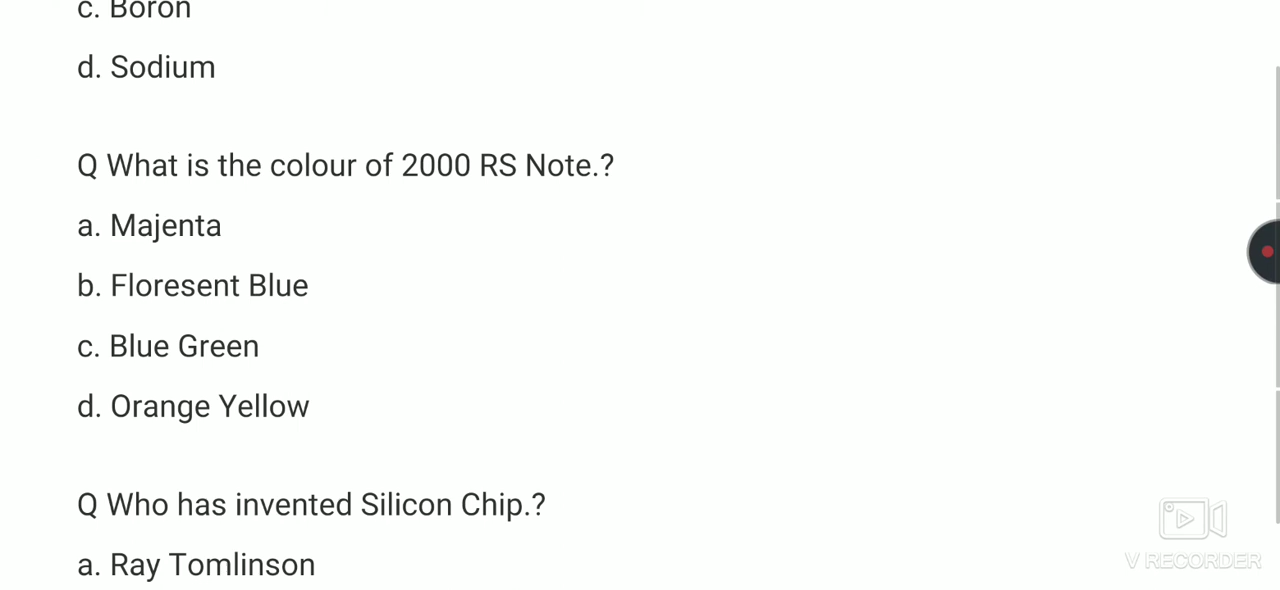 c. Boron
d. Sodium
Q What is the colour of 2000 RS Note.?
a. Majenta
b. Floresent Blue
c. Blue Green
d. Orange Yellow
Q Who has invented Silicon Chip.?
a. Ray Tomlinson
V RECORDER